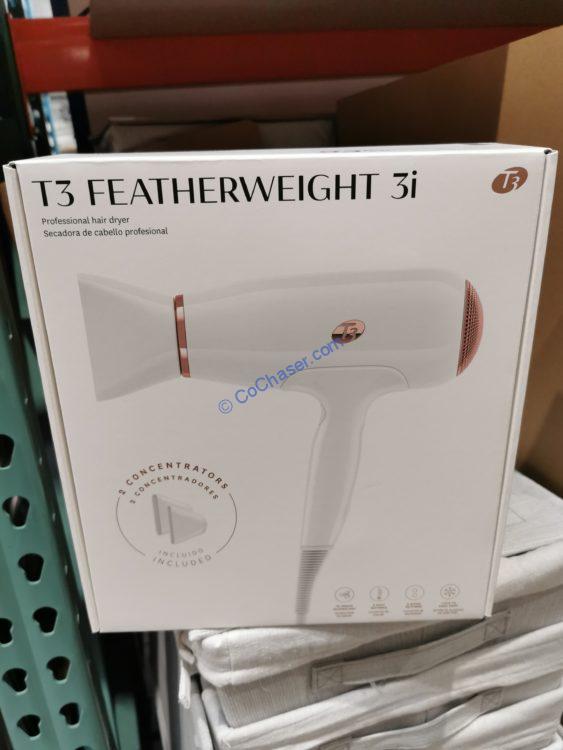 T3 FEATHERWEIGHT 3i
T3
Professional hair dryer
Secadora de cabello profesional
T3
© CoChaser.com
2 CONCENTRATORS
2 CONCENTRADORES
INCLUIDO
INCLUDED